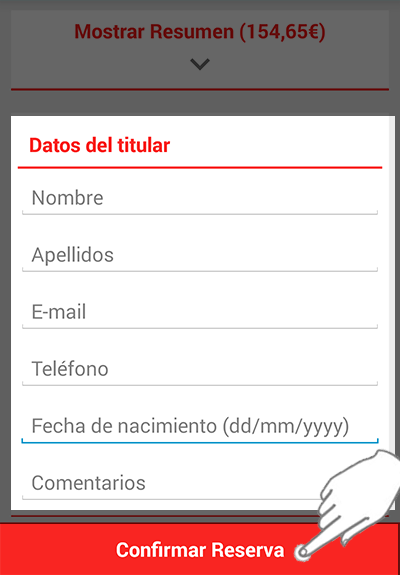 Mostrar Resumen (154,65€)
Datos del titular
Nombre
Apellidos
E-mail
Teléfono
Fecha de nacimiento (dd/mm/yyyy)
Comentarios
Confirmar Reserva